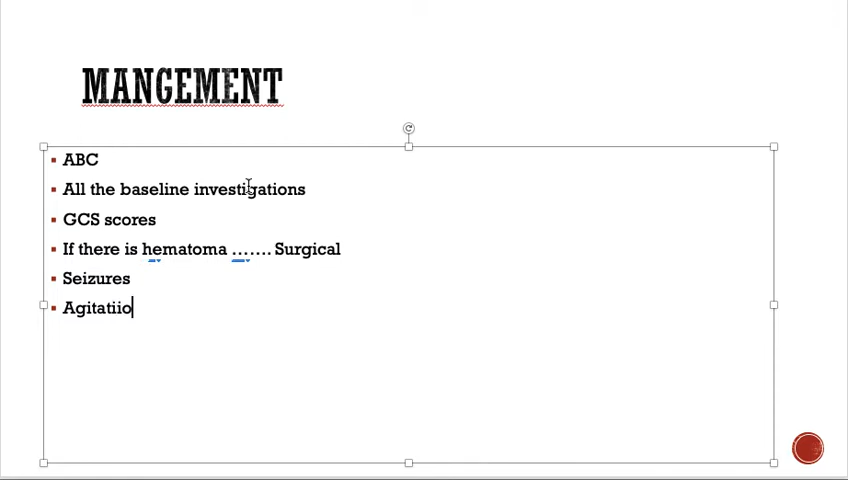 MANGEMENT
ABC
All the baseline investigations
GCS scores
If there is hematoma ....... Surgical
Seizures
Agitatiio